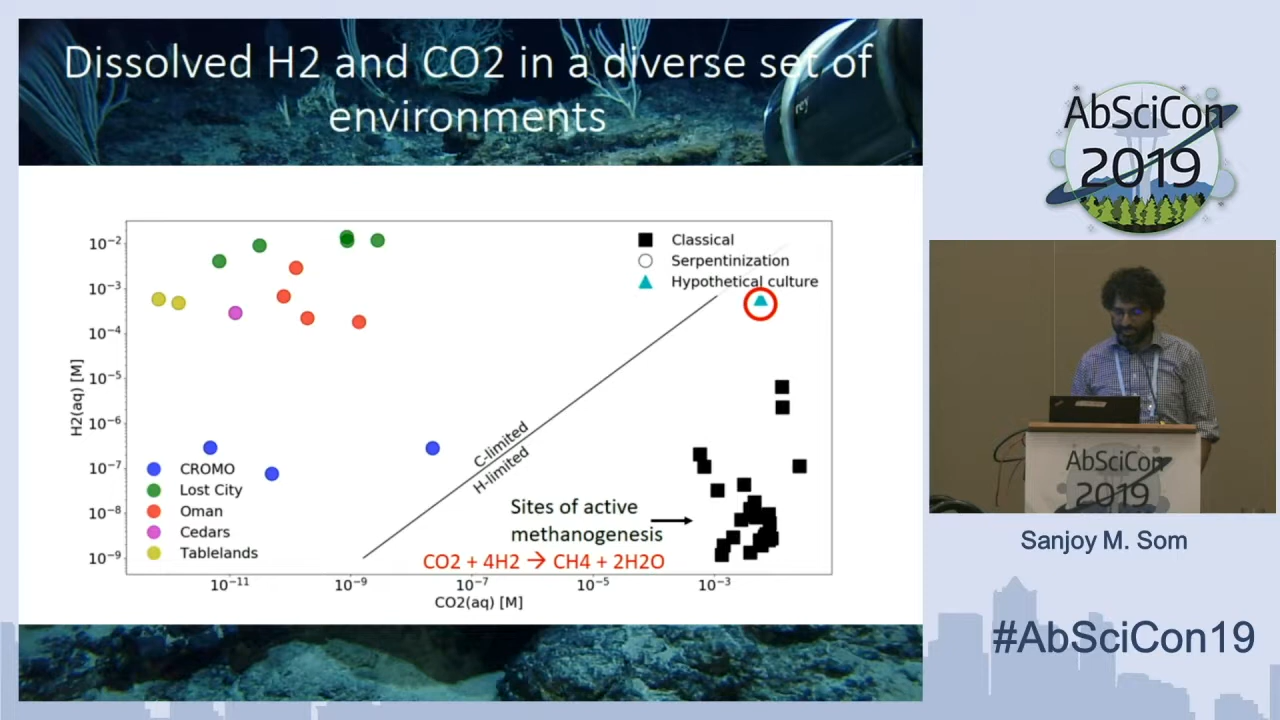 Dissolved H2 and CO2 in a diverse set of
environments
rey
AbSciCon
2019
10⁻²
10⁻³
10⁻⁴
10⁻⁵
10⁻⁶
10⁻⁷
10⁻⁸
10⁻⁹
H2(aq) [M]
Classical
Serpentinization
Hypothetical culture
C-limited
H-limited
CROMO
Lost City
Oman
Cedars
Tablelands
Sites of active
methanogenesis
CO2 + 4H2 → CH4 + 2H2O
10⁻¹¹
10⁻⁹
10⁻⁷
10⁻⁵
10⁻³
CO2(aq) [M]
AbSciCon
2019
Sanjoy M. Som
#AbSciCon19